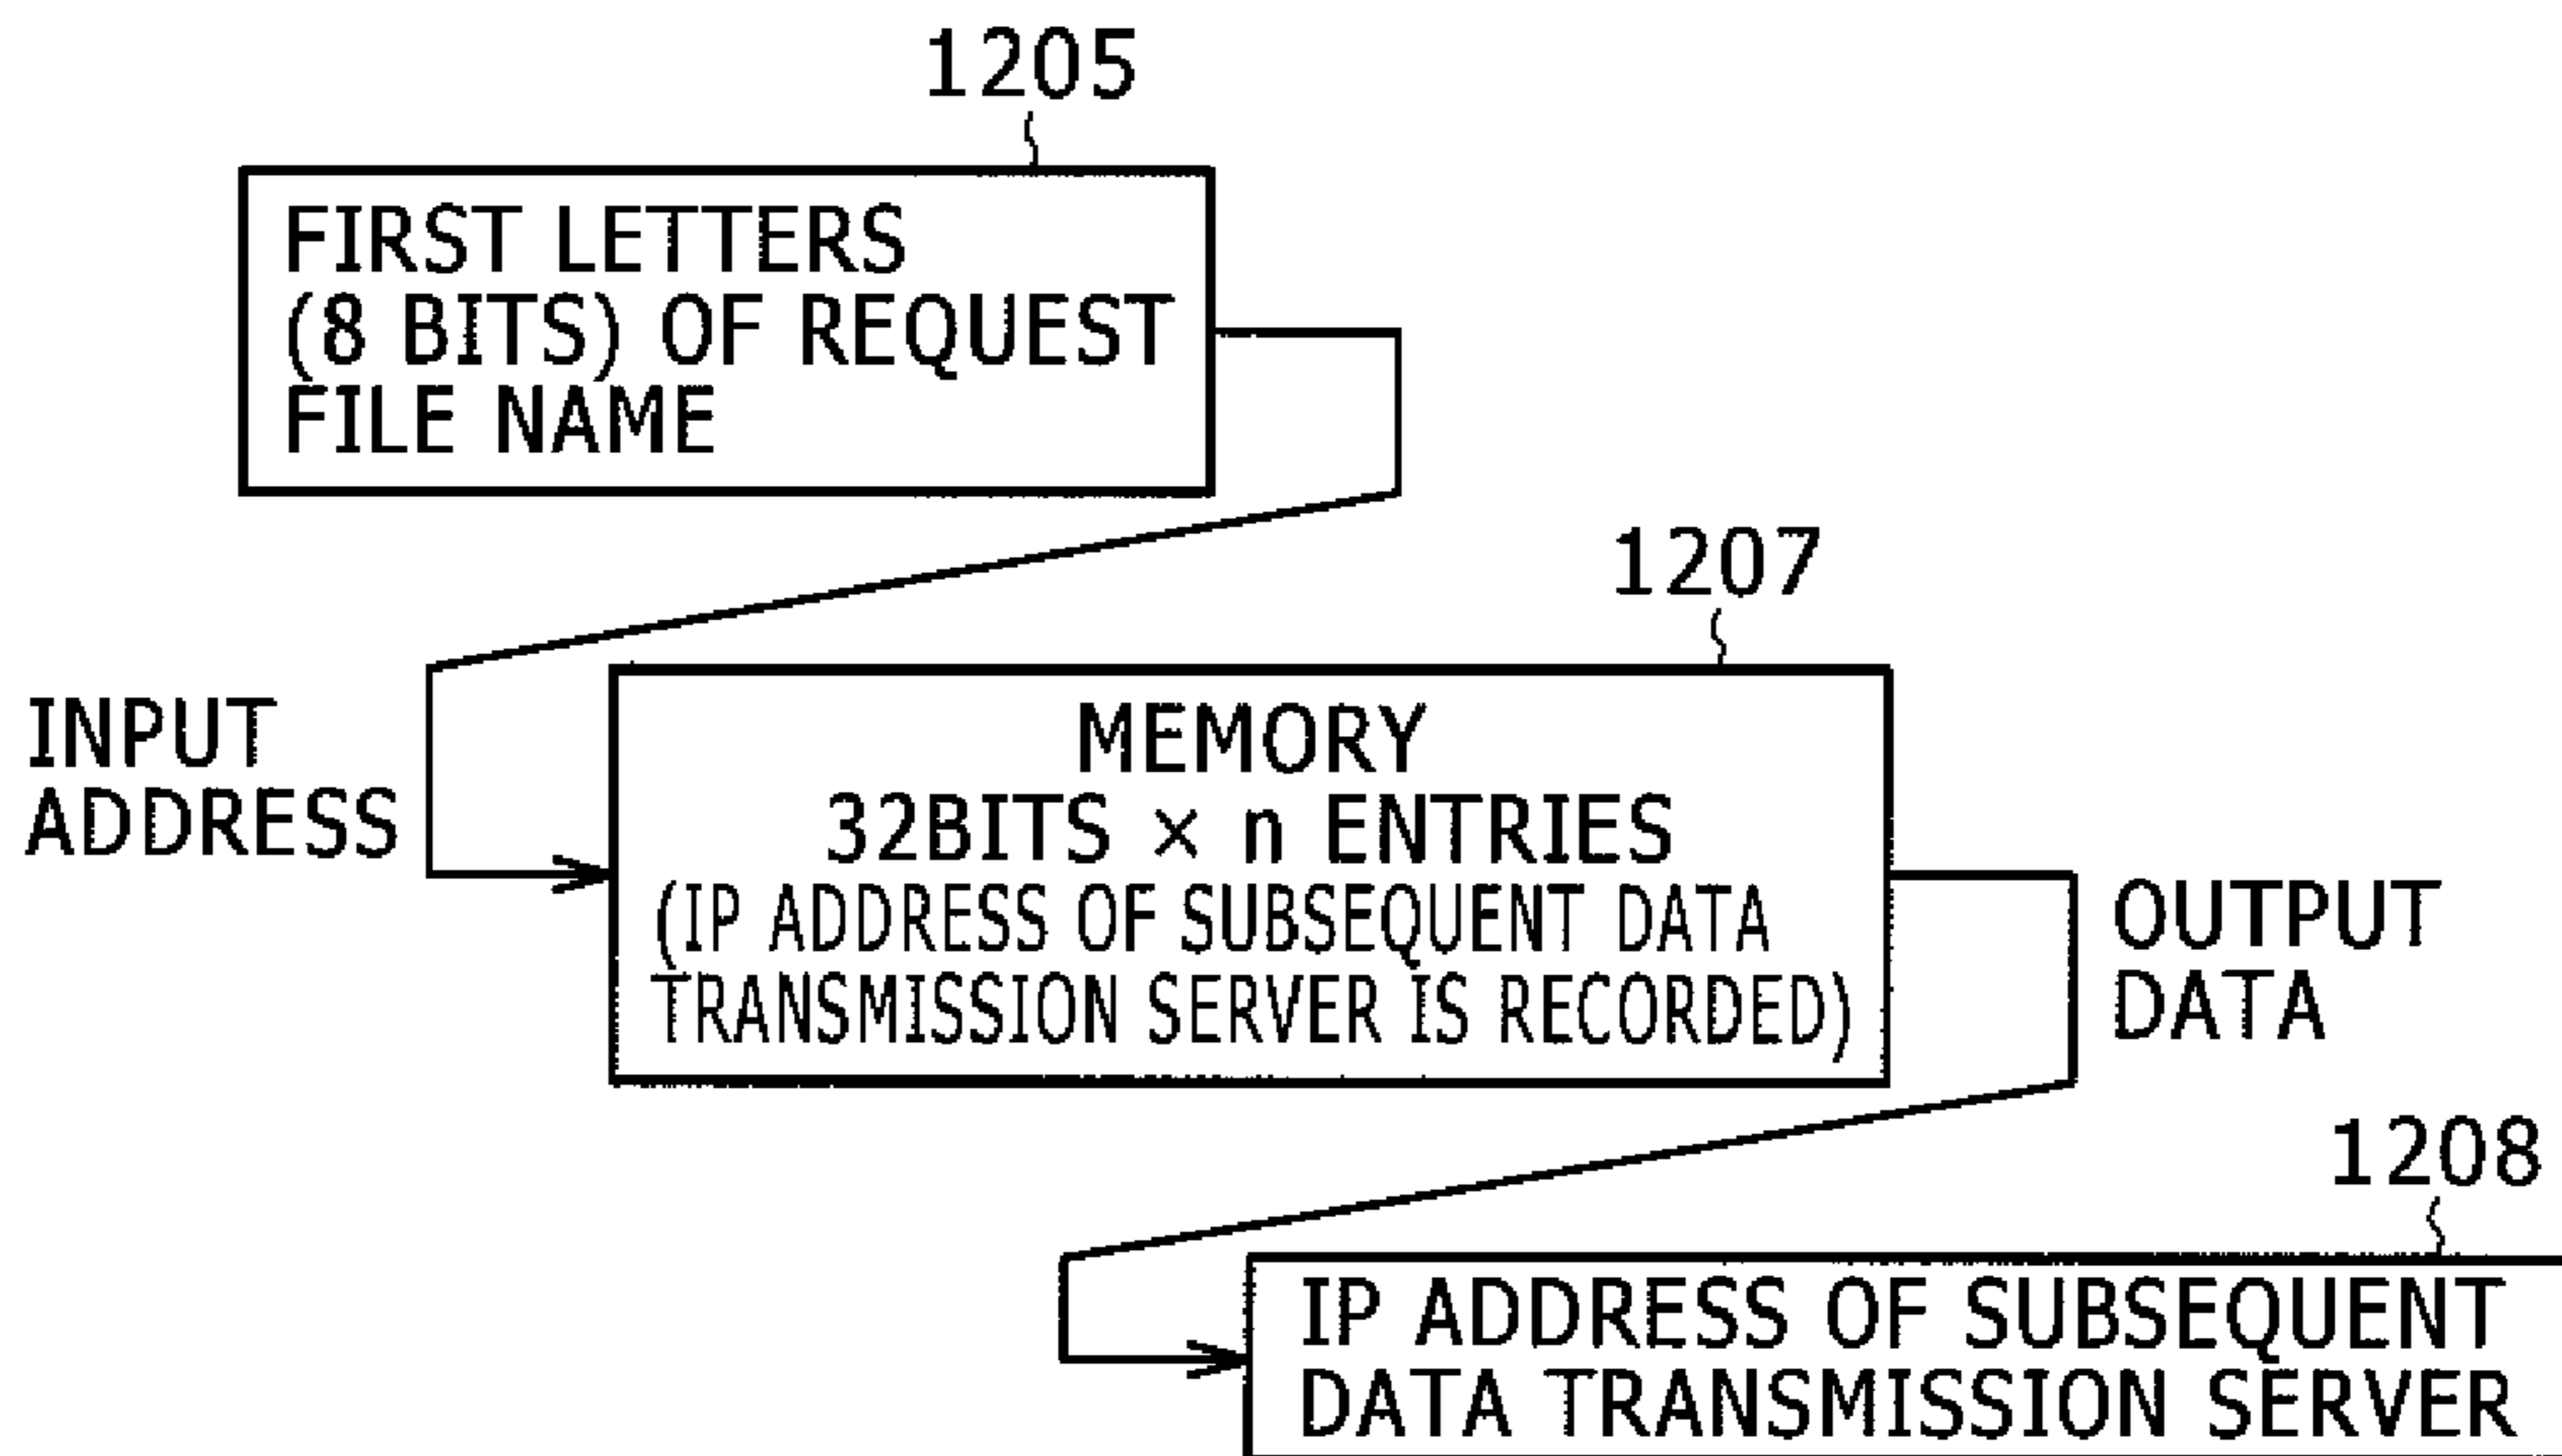 1205
FIRST LETTERS
(8 BITS) OF REQUEST
FILE NAME
1207
INPUT
ADDRESS
MEMORY
32BITS × n ENTRIES
(IP ADDRESS OF SUBSEQUENT DATA
TRANSMISSION SERVER IS RECORDED)
OUTPUT
DATA
1208
IP ADDRESS OF SUBSEQUENT
DATA TRANSMISSION SERVER